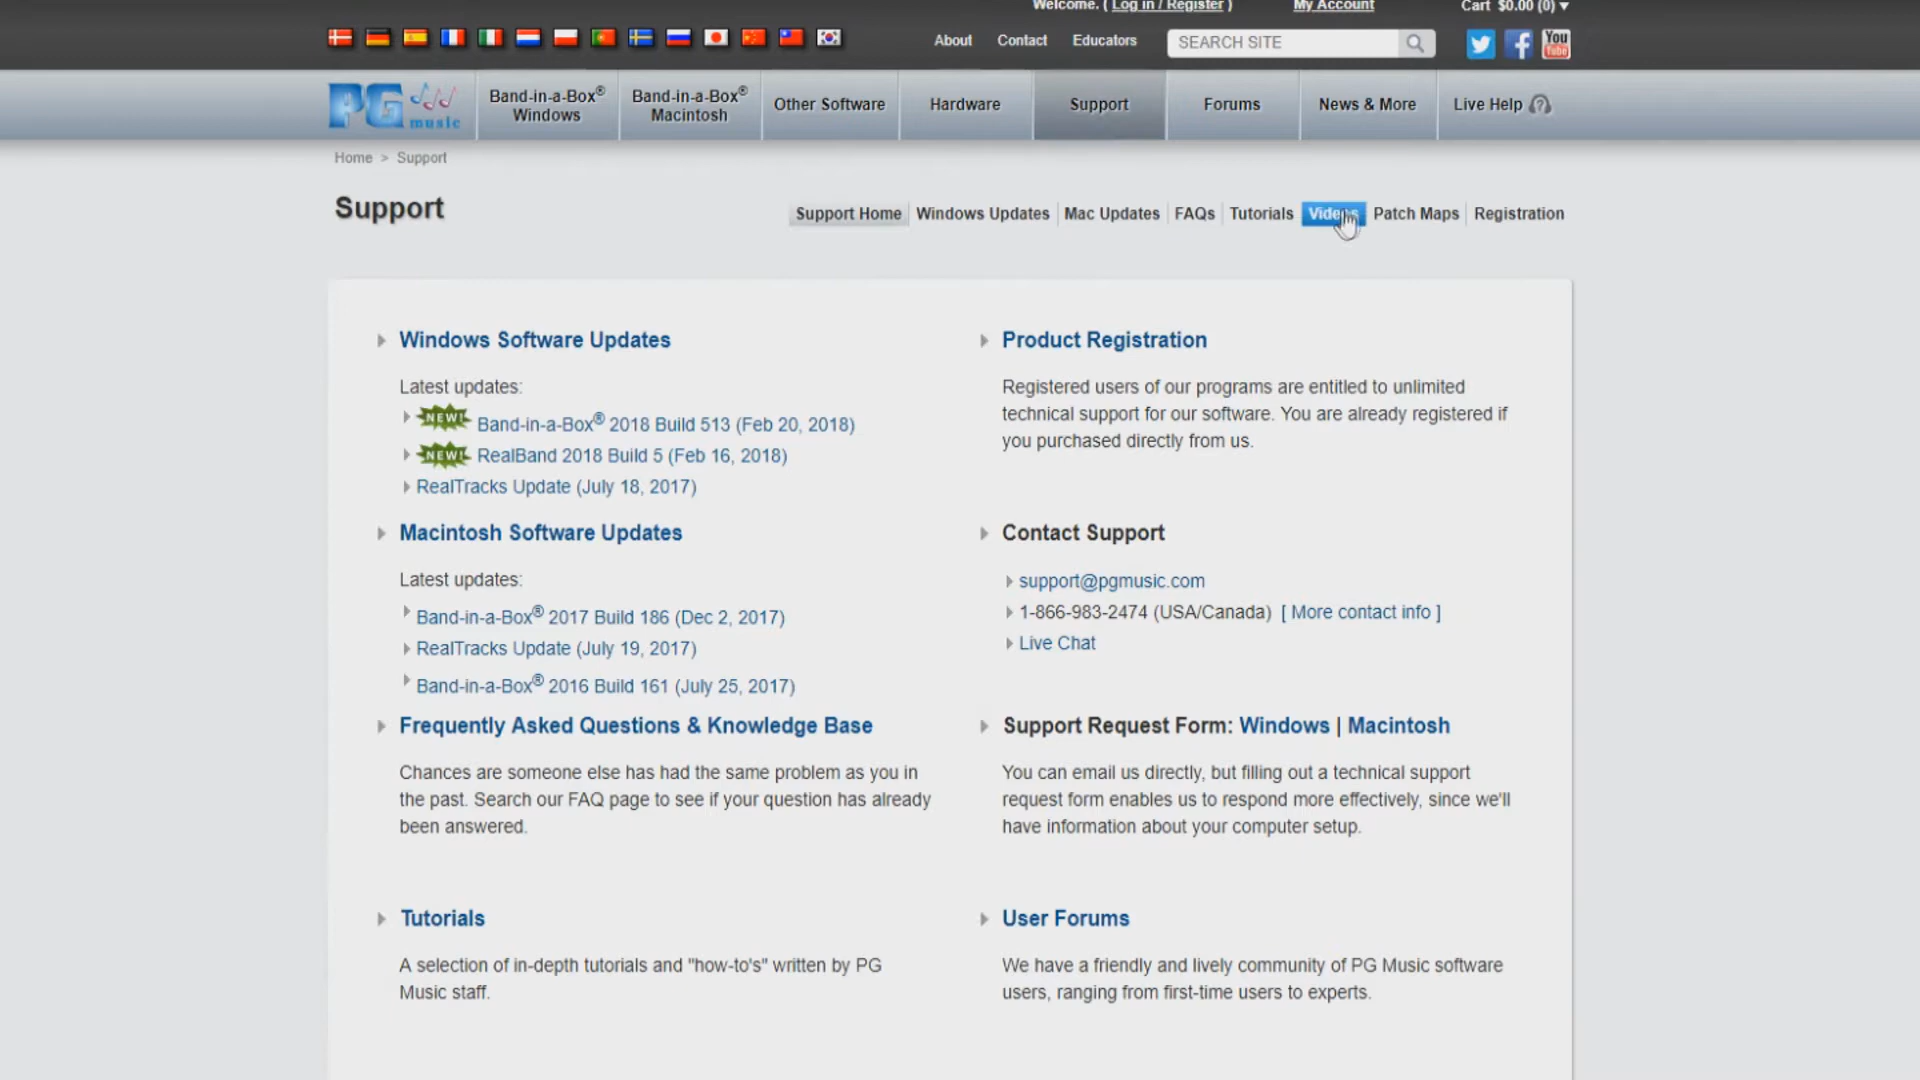 Welcome. ( Log in / Register )
My Account
Cart $0.00 (0) ▼
About
Contact
Educators
SEARCH SITE
You
Tube
PG music
Band-in-a-Box®
Windows
Band-in-a-Box®
Macintosh
Other Software
Hardware
Support
Forums
News & More
Live Help
Home > Support
Support
Support Home
Windows Updates
Mac Updates
FAQs
Tutorials
Videos
Patch Maps
Registration
Windows Software Updates
Latest updates:
NEW! Band-in-a-Box® 2018 Build 513 (Feb 20, 2018)
NEW! RealBand 2018 Build 5 (Feb 16, 2018)
RealTracks Update (July 18, 2017)
Product Registration
Registered users of our programs are entitled to unlimited
technical support for our software. You are already registered if
you purchased directly from us.
Macintosh Software Updates
Latest updates:
Band-in-a-Box® 2017 Build 186 (Dec 2, 2017)
RealTracks Update (July 19, 2017)
Band-in-a-Box® 2016 Build 161 (July 25, 2017)
Contact Support
support@pgmusic.com
1-866-983-2474 (USA/Canada) [ More contact info ]
Live Chat
Frequently Asked Questions & Knowledge Base
Chances are someone else has had the same problem as you in
the past. Search our FAQ page to see if your question has already
been answered.
Support Request Form: Windows | Macintosh
You can email us directly, but filling out a technical support
request form enables us to respond more effectively, since we'll
have information about your computer setup.
Tutorials
A selection of in-depth tutorials and "how-to's" written by PG
Music staff.
User Forums
We have a friendly and lively community of PG Music software
users, ranging from first-time users to experts.